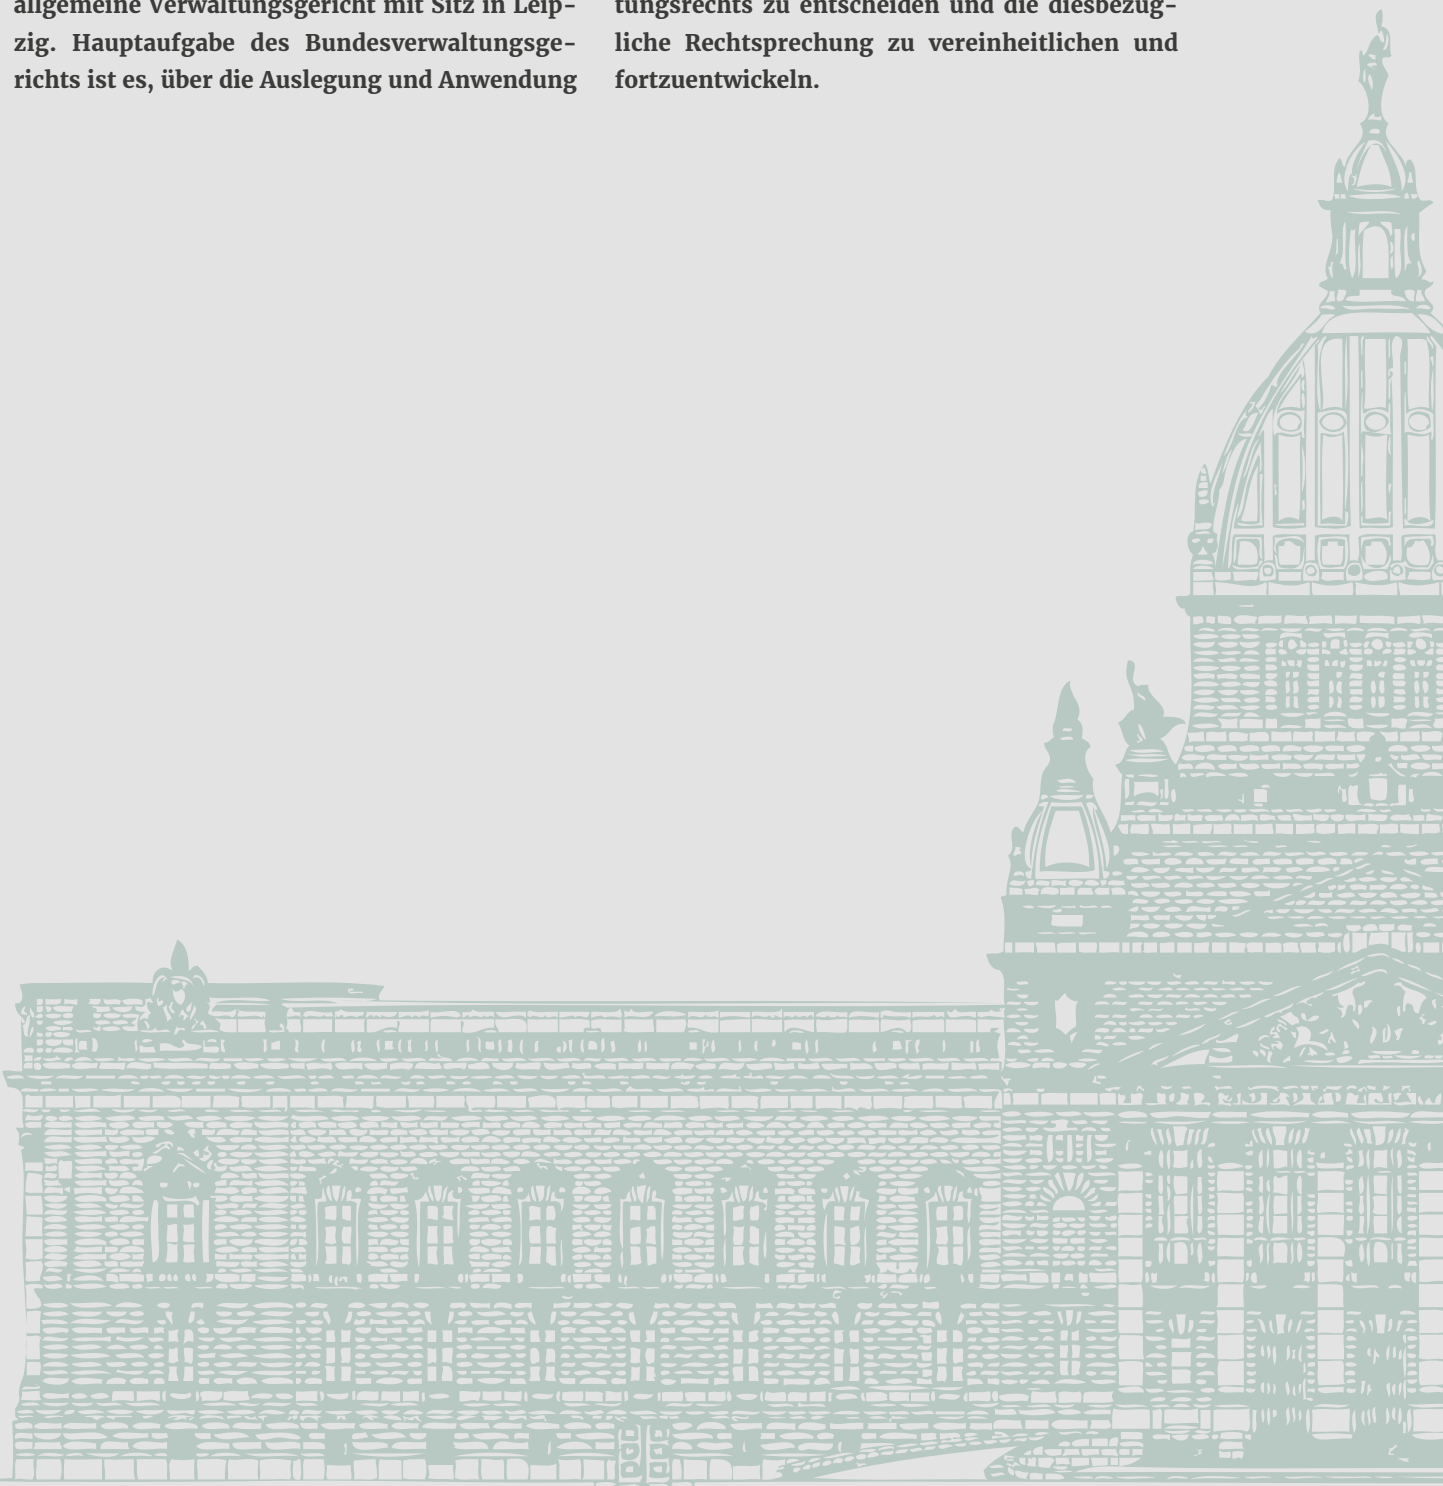 allgemeine Verwaltungsgericht mit Sitz in Leip-
zig. Hauptaufgabe des Bundesverwaltungsge-
richts ist es, über die Auslegung und Anwendung
tungsrechts zu entscheiden und die diesbezüg-
liche Rechtsprechung zu vereinheitlichen und
fortzuentwickeln.